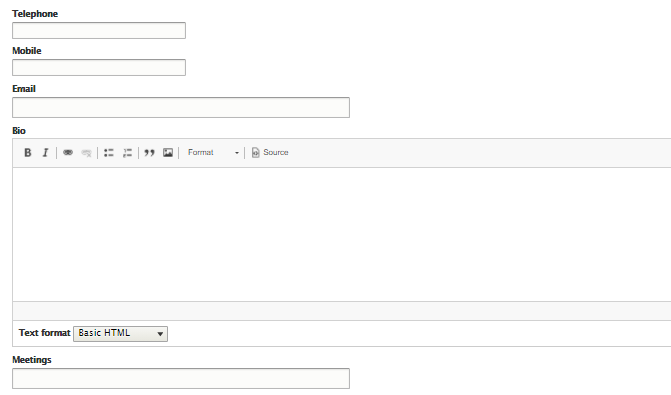 Telephone
Mobile
Email
Bio
B I Format Source
Text format Basic HTML
Meetings